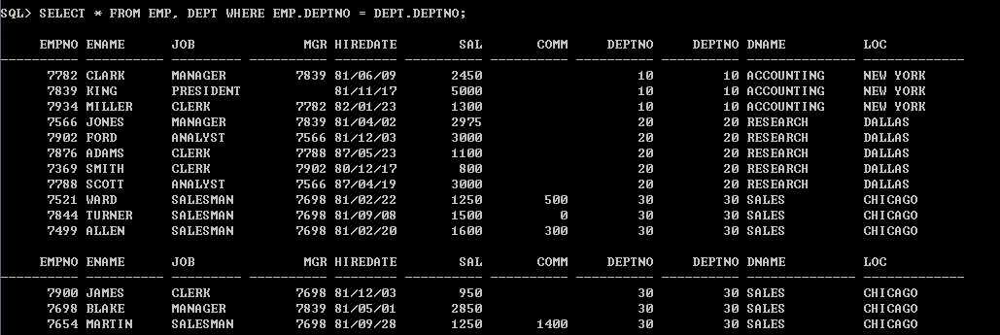 SQL> SELECT * FROM EMP, DEPT WHERE EMP.DEPTNO = DEPT.DEPTNO;
EMPNO ENAME JOB MGR HIREDATE SAL COMM DEPTNO DEPTNO DNAME LOC
---------- ---------- --------- ---------- -------- ---------- ---------- ---------- ---------- -------------- -------------
7782 CLARK MANAGER 7839 81/06/09 2450 10 10 ACCOUNTING NEW YORK
7839 KING PRESIDENT 81/11/17 5000 10 10 ACCOUNTING NEW YORK
7934 MILLER CLERK 7782 82/01/23 1300 10 10 ACCOUNTING NEW YORK
7566 JONES MANAGER 7839 81/04/02 2975 20 20 RESEARCH DALLAS
7902 FORD ANALYST 7566 81/12/03 3000 20 20 RESEARCH DALLAS
7876 ADAMS CLERK 7788 87/05/23 1100 20 20 RESEARCH DALLAS
7369 SMITH CLERK 7902 80/12/17 800 20 20 RESEARCH DALLAS
7788 SCOTT ANALYST 7566 87/04/19 3000 20 20 RESEARCH DALLAS
7521 WARD SALESMAN 7698 81/02/22 1250 500 30 30 SALES CHICAGO
7844 TURNER SALESMAN 7698 81/09/08 1500 0 30 30 SALES CHICAGO
7499 ALLEN SALESMAN 7698 81/02/20 1600 300 30 30 SALES CHICAGO
EMPNO ENAME JOB MGR HIREDATE SAL COMM DEPTNO DEPTNO DNAME LOC
---------- ---------- --------- ---------- -------- ---------- ---------- ---------- ---------- -------------- -------------
7900 JAMES CLERK 7698 81/12/03 950 30 30 SALES CHICAGO
7698 BLAKE MANAGER 7839 81/05/01 2850 30 30 SALES CHICAGO
7654 MARTIN SALESMAN 7698 81/09/28 1250 1400 30 30 SALES CHICAGO